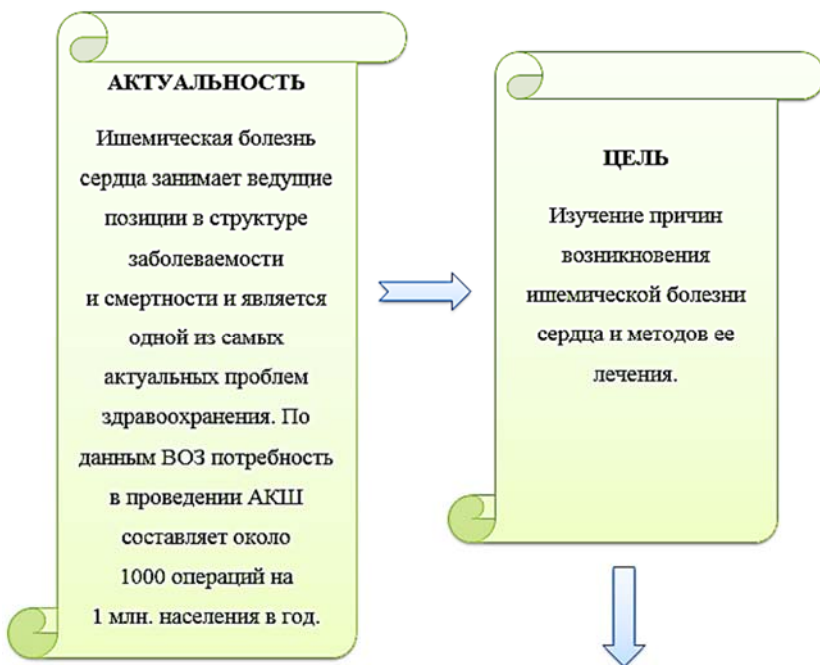 АКТУАЛЬНОСТЬ
Ишемическая болезнь
сердца занимает ведущие
позиции в структуре
заболеваемости
и смертности и является
одной из самых
актуальных проблем
здравоохранения. По
данным ВОЗ потребность
в проведении АКШ
составляет около
1000 операций на
1 млн. населения в год.
ЦЕЛЬ
Изучение причин
возникновения
ишемической болезни
сердца и методов ее
лечения.